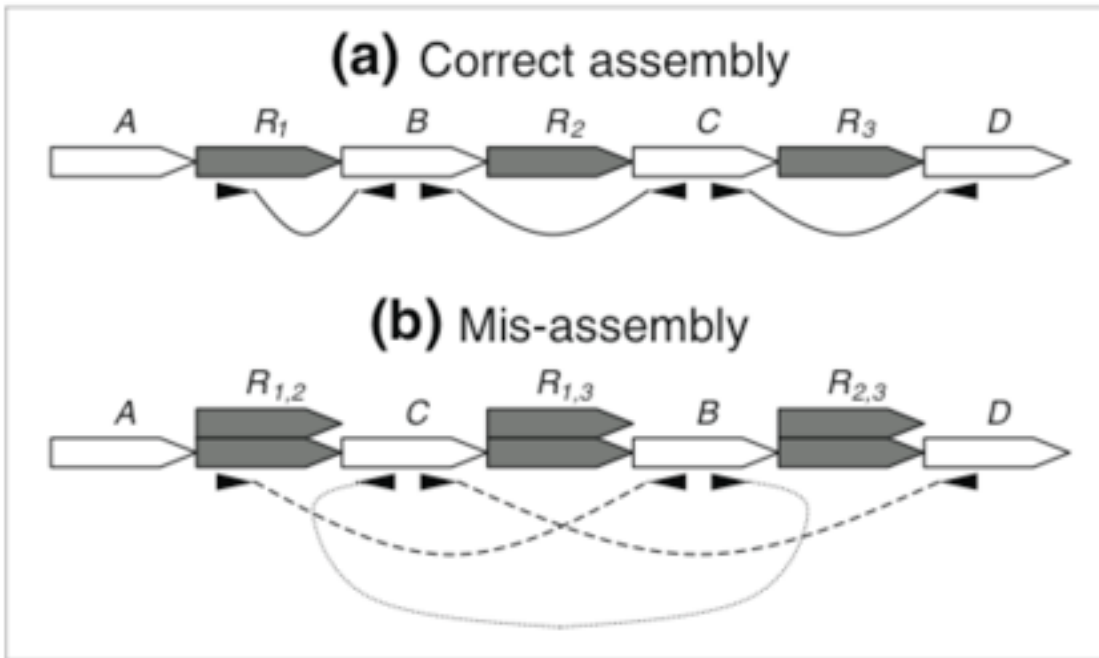 (a) Correct assembly
A R1 B R2 C R3 D
(b) Mis-assembly
A R1,2 C R1,3 B R2,3 D